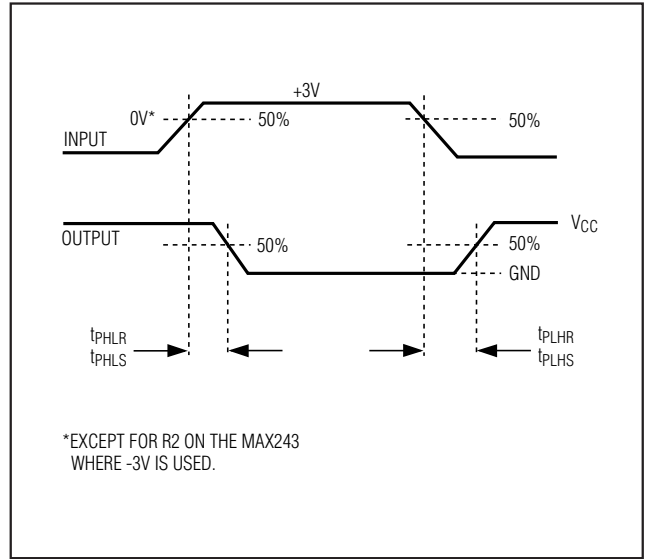 +3V
0V* 50% 50%
INPUT
VCC
OUTPUT
50% 50%
GND
tPHLR tPLHR
tPHLS tPLHS
*EXCEPT FOR R2 ON THE MAX243
WHERE -3V IS USED.